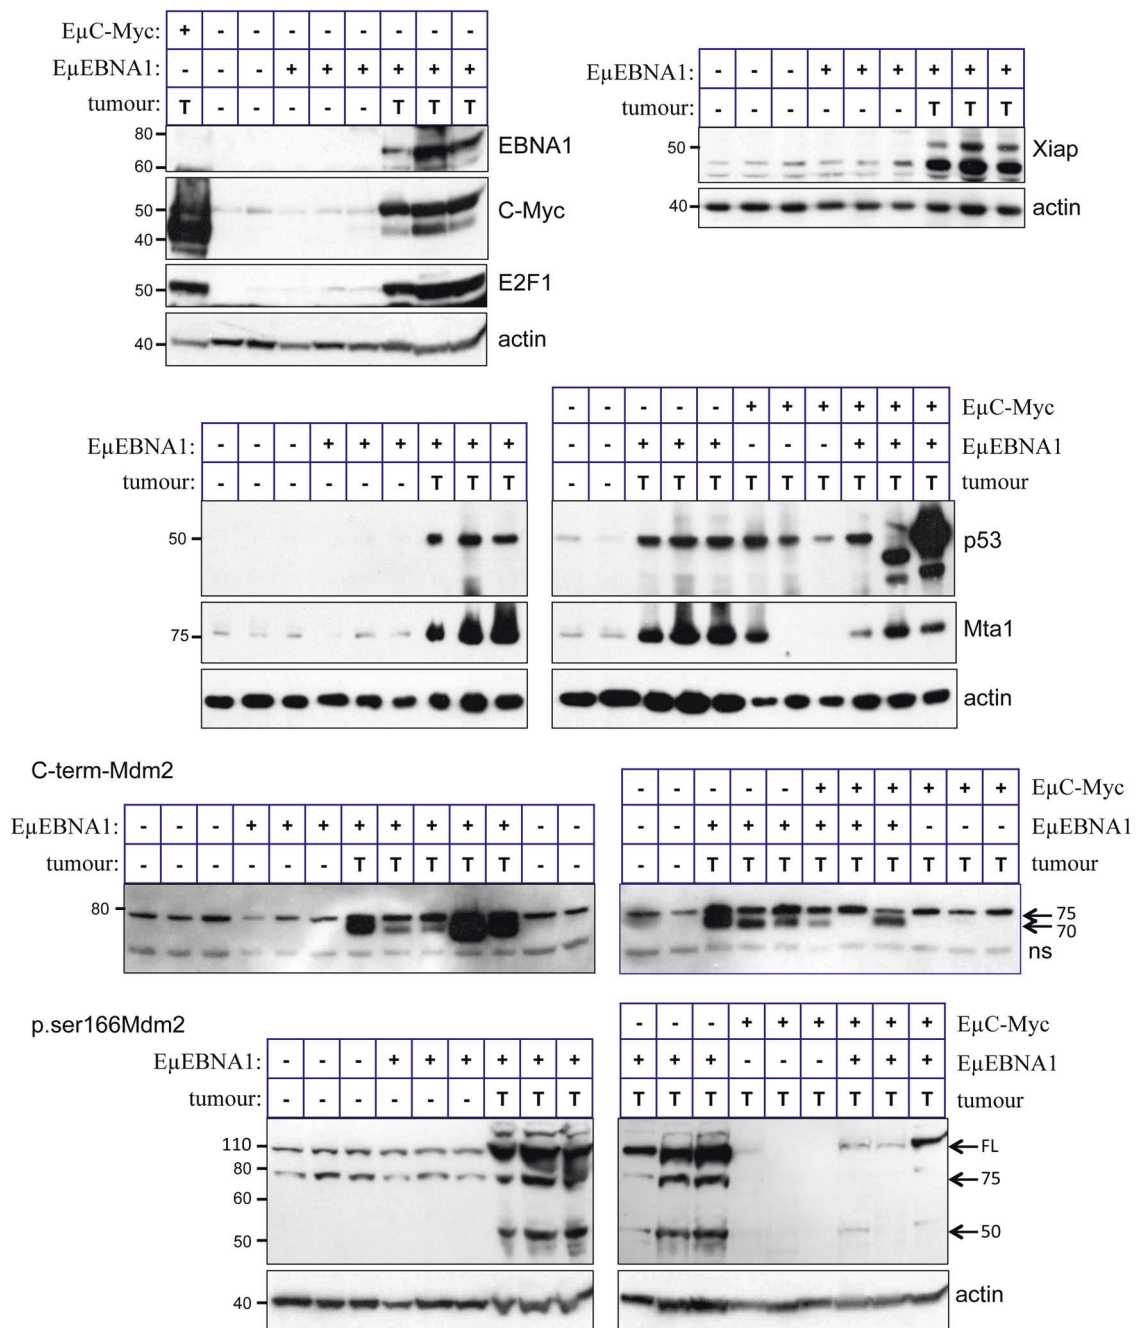 EµC-Myc: + - - - - - - - -
EµEBNA1: - - - + + + + + +
tumour: T - - - - - T T T
80
60
EBNA1
50
40
C-Myc
50
E2F1
40
actin
EµEBNA1: - - - + + + + + +
tumour: - - - - - - T T T
50
Xiap
40
actin
EµEBNA1: - - - + + + + + +
tumour: - - - - - - T T T
50
75
- - - - - + + + + + + EµC-Myc
- - + + + - - - + + + EµEBNA1
- - T T T T T T T T T tumour
p53
Mta1
actin
C-term-Mdm2
EµEBNA1: - - - + + + + + + + + - -
tumour: - - - - - - T T T T T - -
80
- - - - - + + + + + + EµC-Myc
- - + + + + + + - - - EµEBNA1
- - T T T T T T T T T tumour
75
70
ns
p.ser166Mdm2
EµEBNA1: - - - + + + + + +
tumour: - - - - - - T T T
110
80
60
50
40
- - - + + + + + + EµC-Myc
+ + + - - - + + + EµEBNA1
T T T T T T T T T tumour
FL
75
50
actin